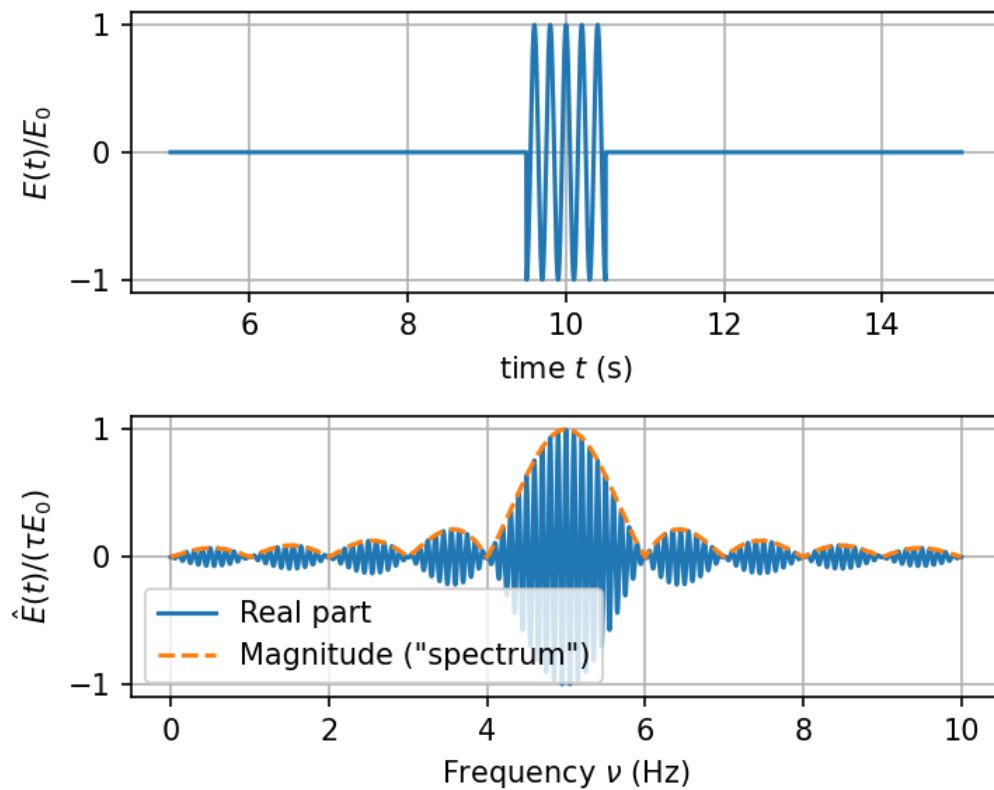 1
0
−1
E(t)/E₀
6 8 10 12 14
time t (s)
1
0
−1
Ê(t)/(τE₀)
Real part
Magnitude ("spectrum")
0 2 4 6 8 10
Frequency ν (Hz)